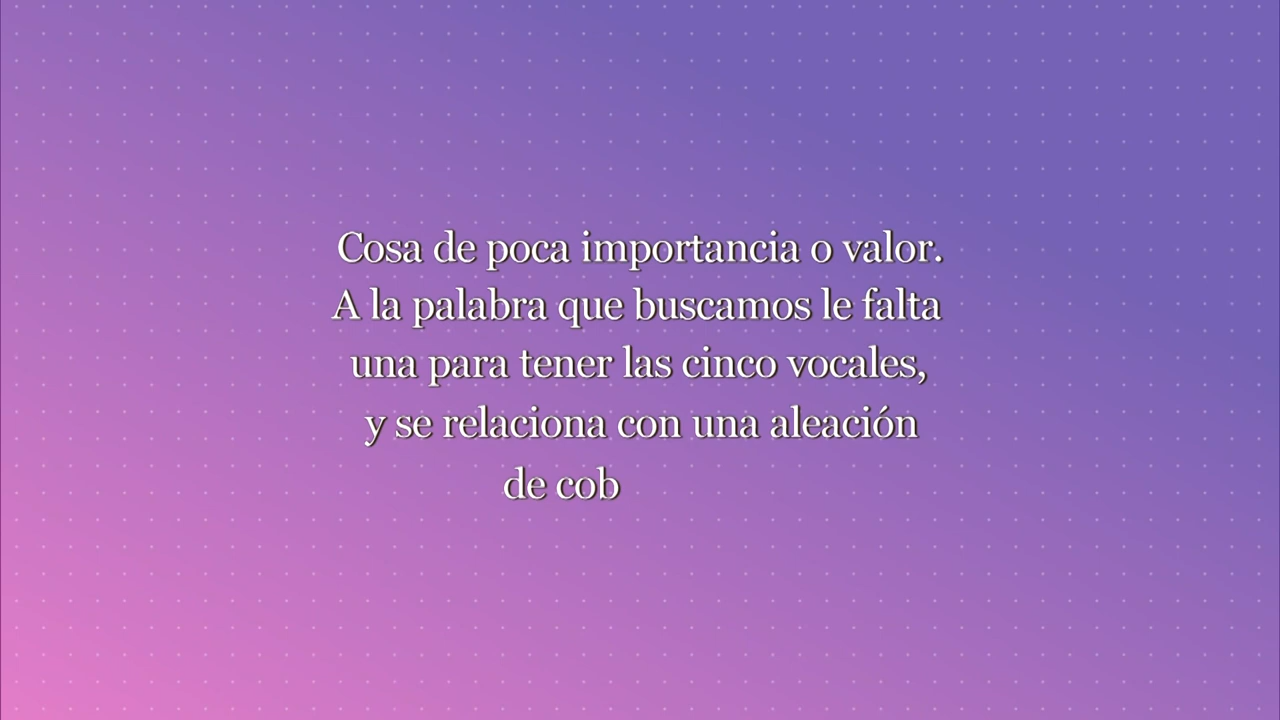 Cosa de poca importancia o valor.
A la palabra que buscamos le falta
una para tener las cinco vocales,
y se relaciona con una aleación
de cob